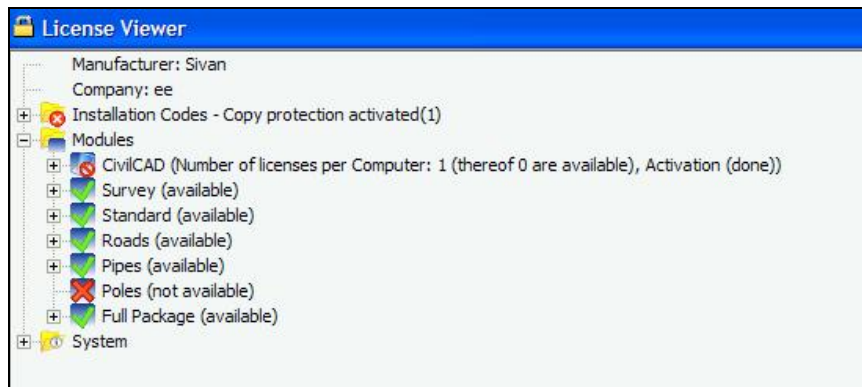 License Viewer
Manufacturer: Sivan
Company: ee
Installation Codes - Copy protection activated(1)
Modules
CivilCAD (Number of licenses per Computer: 1 (thereof 0 are available), Activation (done))
Survey (available)
Standard (available)
Roads (available)
Pipes (available)
Poles (not available)
Full Package (available)
System